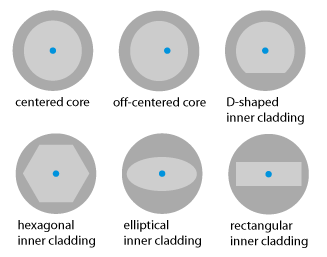 centered core
off-centered core
D-shaped
inner cladding
hexagonal
inner cladding
elliptical
inner cladding
rectangular
inner cladding